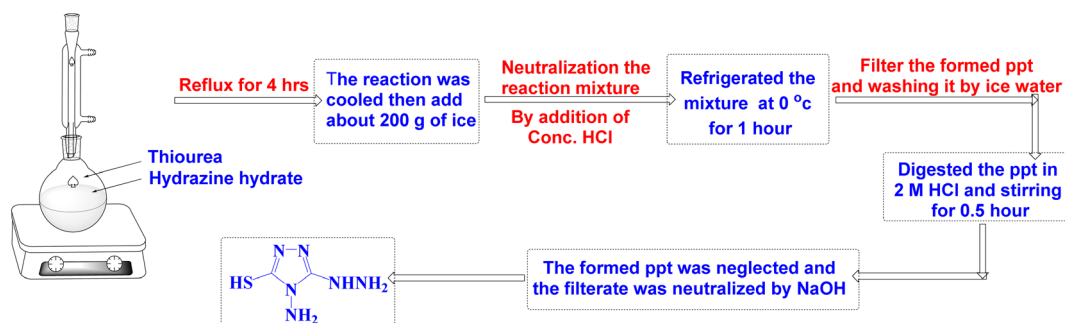 Thiourea
Hydrazine hydrate
Reflux for 4 hrs
The reaction was
cooled then add
about 200 g of ice
Neutralization the
reaction mixture
By addition of
Conc. HCl
Refrigerated the
mixture at 0 °c
for 1 hour
Filter the formed ppt
and washing it by ice water
Digested the ppt in
2 M HCl and stirring
for 0.5 hour
The formed ppt was neglected and
the filterate was neutralized by NaOH
N N
HS N NHNH₂
NH₂